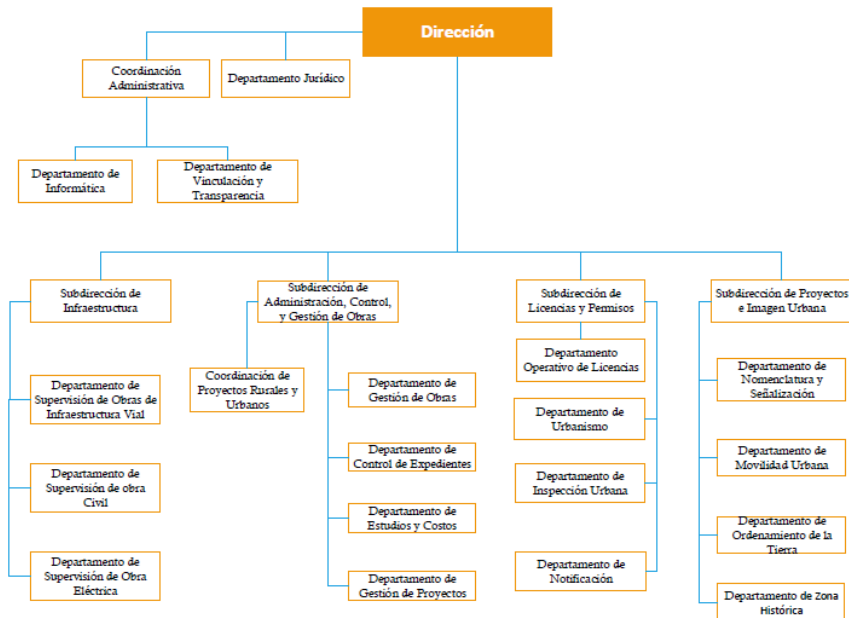 Dirección
Coordinación
Administrativa
Departamento Jurídico
Departamento de
Informática
Departamento de
Vinculación y
Transparencia
Subdirección de
Infraestructura
Subdirección de
Administración, Control,
y Gestión de Obras
Subdirección de
Licencias y Permisos
Subdirección de Proyectos
e Imagen Urbana
Departamento de
Supervisión de Obras de
Infraestructura Vial
Departamento de
Supervisión de obra
Civil
Departamento de
Supervisión de Obra
Eléctrica
Coordinación de
Proyectos Rurales y
Urbanos
Departamento de
Gestión de Obras
Departamento de
Control de Expedientes
Departamento de
Estudios y Costos
Departamento de
Gestión de Proyectos
Departamento
Operativo de Licencias
Departamento de
Urbanismo
Departamento de
Inspección Urbana
Departamento de
Notificación
Departamento de
Nomenclatura y
Señalización
Departamento de
Movilidad Urbana
Departamento de
Ordenamiento de la
Tierra
Departamento de Zona
Histórica